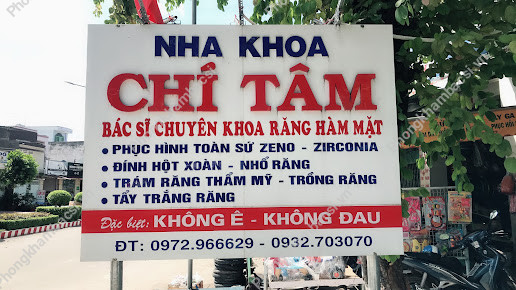 NHA KHOA
CHỈ TÂM
BÁC SĨ CHUYÊN KHOA RĂNG HÀM MẶT
• PHỤC HÌNH TOÀN SỨ ZENO - ZIRCONIA
• ĐÍNH HỘT XOÀN - NHỔ RĂNG
• TRÁM RĂNG THẨM MỸ - TRỒNG RĂNG
• TẨY TRẮNG RĂNG
Đặc biệt: KHÔNG Ê - KHÔNG ĐAU
ĐT: 0972.966629 - 0932.703070